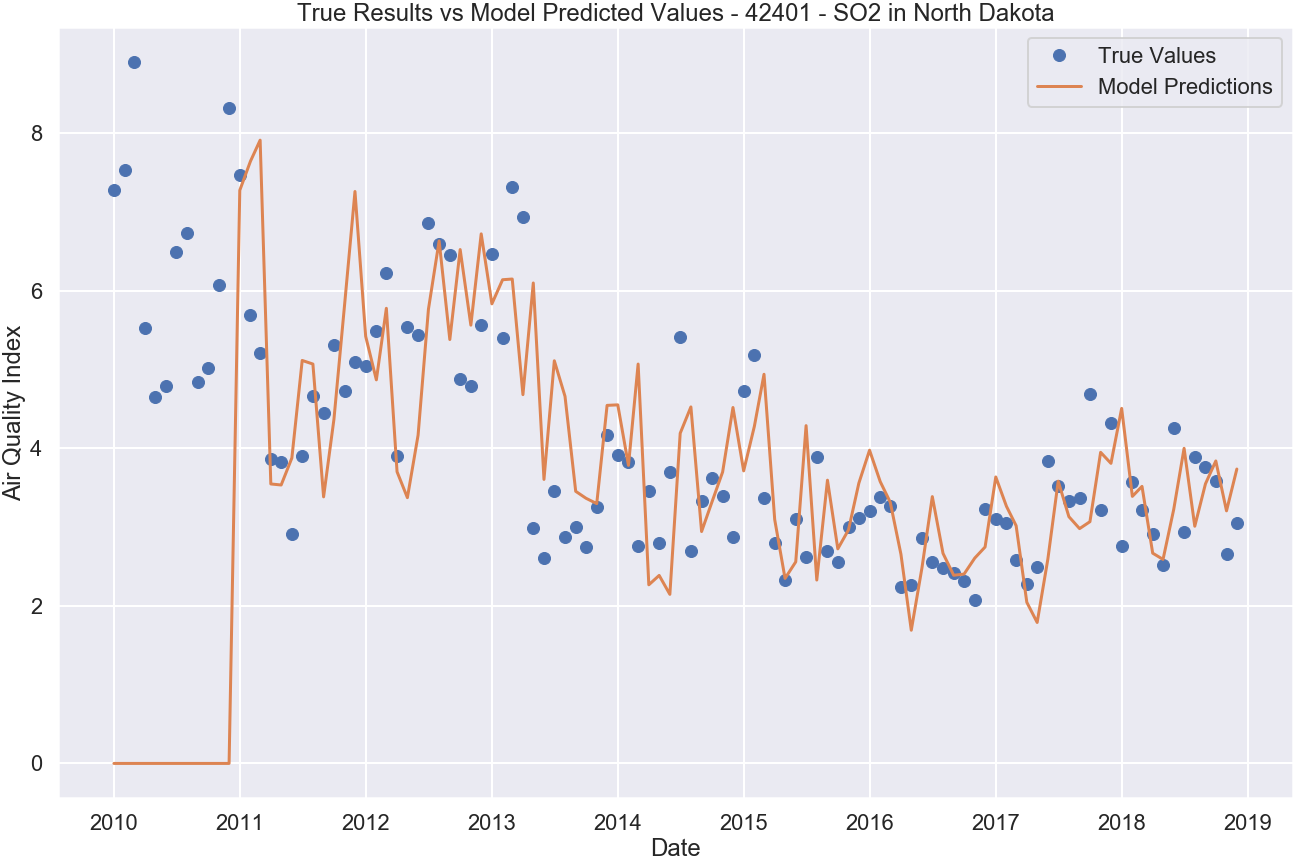 True Results vs Model Predicted Values - 42401 - SO2 in North Dakota
True Values
Model Predictions
8
6
4
2
0
Air Quality Index
2010 2011 2012 2013 2014 2015 2016 2017 2018 2019
Date